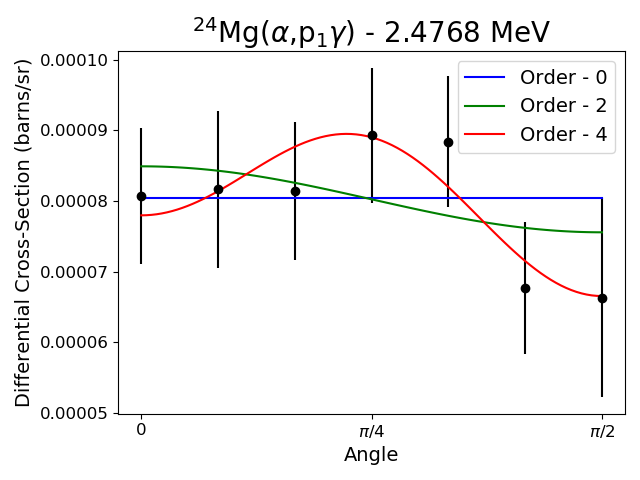 ²⁴Mg(α,p₁γ) - 2.4768 MeV
Differential Cross-Section (barns/sr)
0.00010
0.00009
0.00008
0.00007
0.00006
0.00005
Order - 0
Order - 2
Order - 4
0
π/4
π/2
Angle